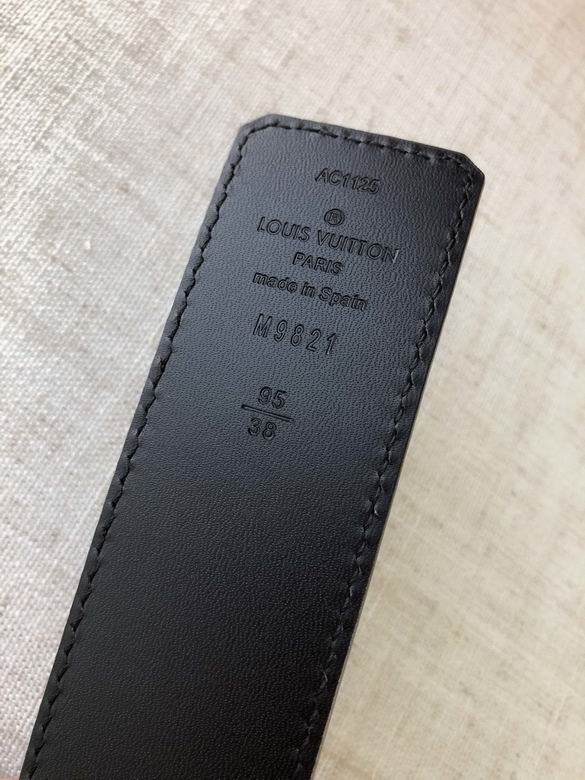 AC1125
®
LOUIS VUITTON
PARIS
made in Spain
M9821
95
38